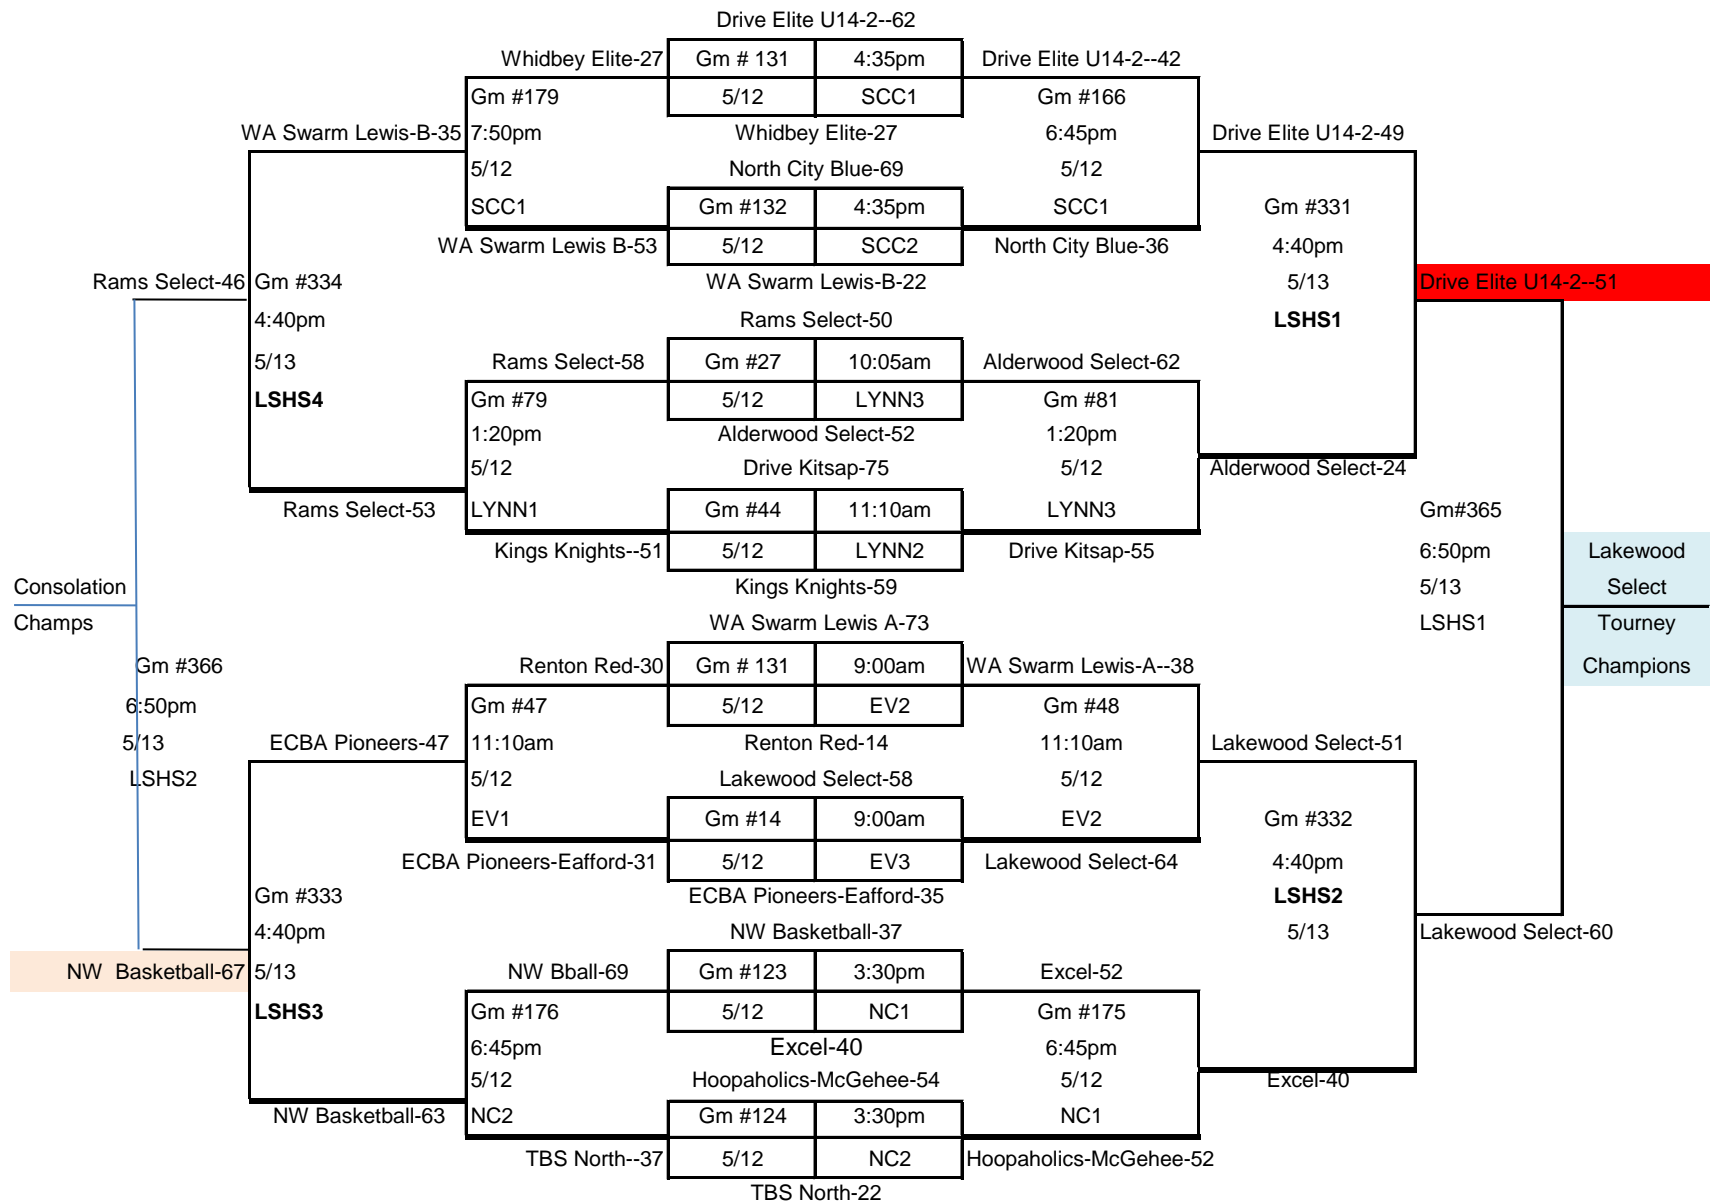 Drive Elite U14-2--62
Whidbey Elite-27 Gm # 131 4:35pm Drive Elite U14-2--42
Gm #179 5/12 SCC1 Gm #166
WA Swarm Lewis-B-35 7:50pm Whidbey Elite-27 6:45pm Drive Elite U14-2-49
5/12 North City Blue-69 5/12
SCC1 Gm #132 4:35pm SCC1 Gm #331
WA Swarm Lewis B-53 5/12 SCC2 North City Blue-36 4:40pm
Rams Select-46 Gm #334 WA Swarm Lewis-B-22 5/13 Drive Elite U14-2--51
4:40pm Rams Select-50 LSHS1
5/13 Rams Select-58 Gm #27 10:05am Alderwood Select-62
LSHS4 Gm #79 5/12 LYNN3 Gm #81
1:20pm Alderwood Select-52 1:20pm
5/12 Drive Kitsap-75 5/12 Alderwood Select-24
Rams Select-53 LYNN1 Gm #44 11:10am LYNN3 Gm#365
Kings Knights--51 5/12 LYNN2 Drive Kitsap-55 6:50pm Lakewood
Consolation Kings Knights-59 5/13 Select
Champs WA Swarm Lewis A-73 LSHS1 Tourney
Gm #366 Renton Red-30 Gm # 131 9:00am WA Swarm Lewis-A--38 Champions
6:50pm Gm #47 5/12 EV2 Gm #48
5/13 ECBA Pioneers-47 11:10am Renton Red-14 11:10am Lakewood Select-51
LSHS2 5/12 Lakewood Select-58 5/12
EV1 Gm #14 9:00am EV2 Gm #332
ECBA Pioneers-Eafford-31 5/12 EV3 Lakewood Select-64 4:40pm
Gm #333 ECBA Pioneers-Eafford-35 LSHS2
4:40pm NW Basketball-37 5/13 Lakewood Select-60
NW  Basketball-67 5/13 NW Bball-69 Gm #123 3:30pm Excel-52
LSHS3 Gm #176 5/12 NC1 Gm #175
6:45pm Excel-40 6:45pm
5/12 Hoopaholics-McGehee-54 5/12 Excel-40
NW Basketball-63 NC2 Gm #124 3:30pm NC1
TBS North--37 5/12 NC2 Hoopaholics-McGehee-52
TBS North-22